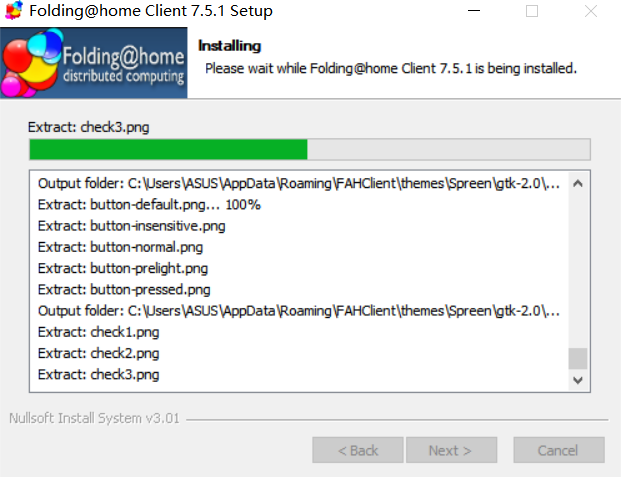 Folding@home Client 7.5.1 Setup
Folding@home
distributed computing
Installing
Please wait while Folding@home Client 7.5.1 is being installed.
Extract: check3.png
Output folder: C:\Users\ASUS\AppData\Roaming\FAHClient\themes\Spreen\gtk-2.0\...
Extract: button-default.png... 100%
Extract: button-insensitive.png
Extract: button-normal.png
Extract: button-prelight.png
Extract: button-pressed.png
Output folder: C:\Users\ASUS\AppData\Roaming\FAHClient\themes\Spreen\gtk-2.0\...
Extract: check1.png
Extract: check2.png
Extract: check3.png
Nullsoft Install System v3.01
< Back
Next >
Cancel